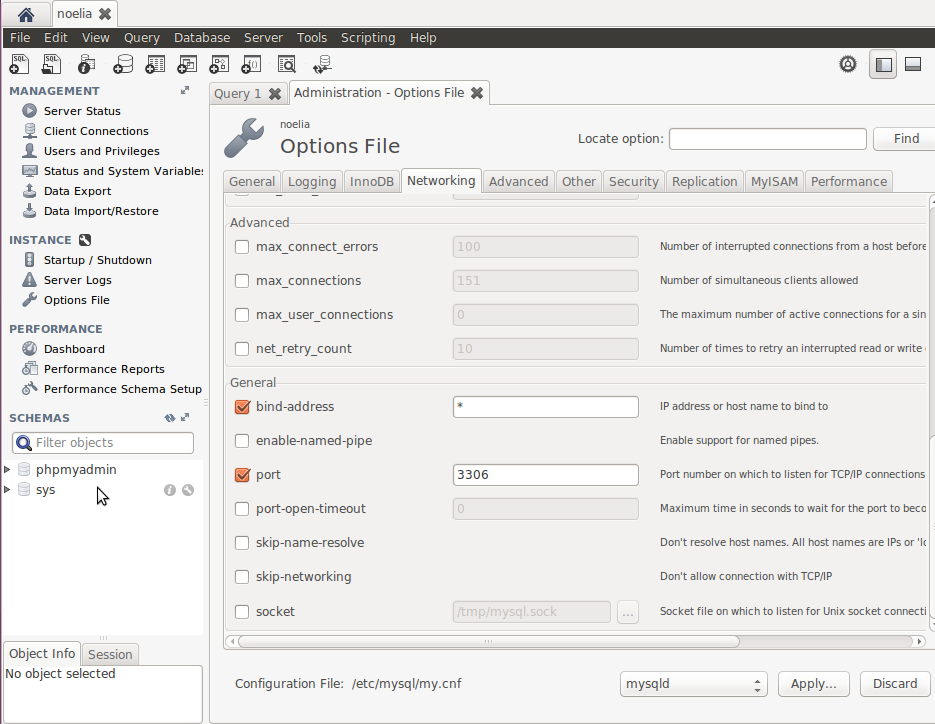 noelia
File Edit View Query Database Server Tools Scripting Help
MANAGEMENT
Server Status
Client Connections
Users and Privileges
Status and System Variable
Data Export
Data Import/Restore
INSTANCE
Startup / Shutdown
Server Logs
Options File
PERFORMANCE
Dashboard
Performance Reports
Performance Schema Setup
SCHEMAS
Filter objects
phpmyadmin
sys
Object Info Session
No object selected
Query 1 Administration - Options File
noelia
Options File
Locate option: Find
General Logging InnoDB Networking Advanced Other Security Replication MyISAM Performance
Advanced
max_connect_errors 100 Number of interrupted connections from a host before
max_connections 151 Number of simultaneous clients allowed
max_user_connections 0 The maximum number of active connections for a sin
net_retry_count 10 Number of times to retry an interrupted read or write
General
bind-address * IP address or host name to bind to
enable-named-pipe Enable support for named pipes.
port 3306 Port number on which to listen for TCP/IP connections
port-open-timeout 0 Maximum time in seconds to wait for the port to beco
skip-name-resolve Don't resolve host names. All host names are IPs or 'lo
skip-networking Don't allow connection with TCP/IP
socket /tmp/mysql.sock ... Socket file on which to listen for Unix socket connecti
Configuration File: /etc/mysql/my.cnf mysqld Apply... Discard